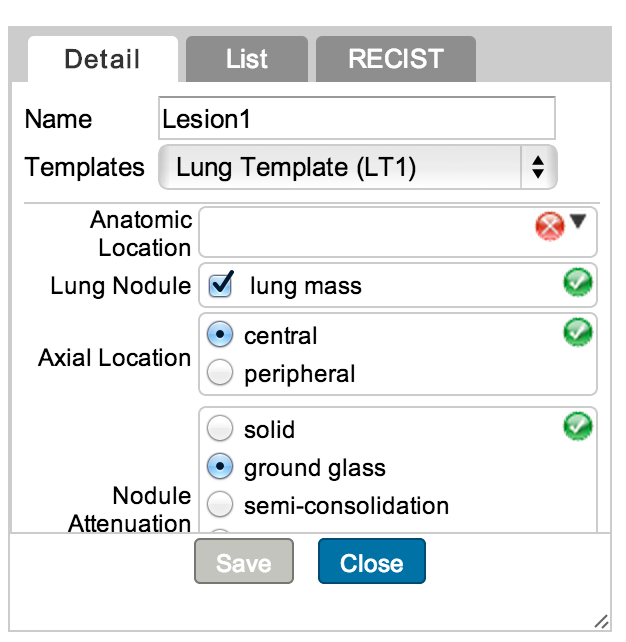 Detail List RECIST
Name Lesion1
Templates Lung Template (LT1)
Anatomic
Location
Lung Nodule lung mass
Axial Location
central
peripheral
solid
ground glass
semi-consolidation
Nodule
Attenuation
Save Close